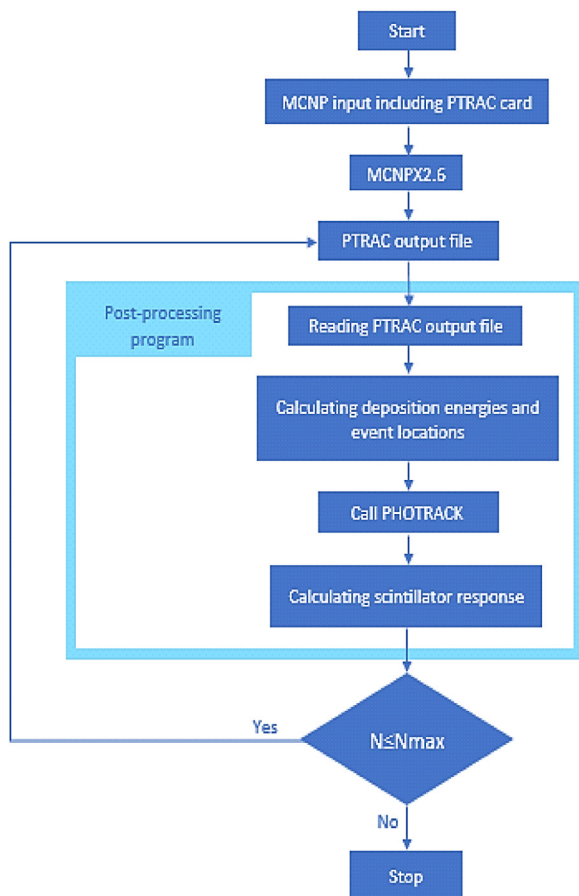 Start
MCNP input including PTRAC card
MCNPX2.6
PTRAC output file
Post-processing
program
Reading PTRAC output file
Calculating deposition energies and
event locations
Call PHOTRACK
Calculating scintillator response
N≤Nmax
Yes
No
Stop